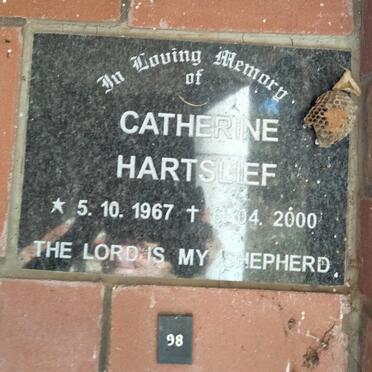 In Loving Memory
of
CATHERINE
HARTSLIEF
★ 5. 10. 1967 ✝ 04. 2000
THE LORD IS MY SHEPHERD
98